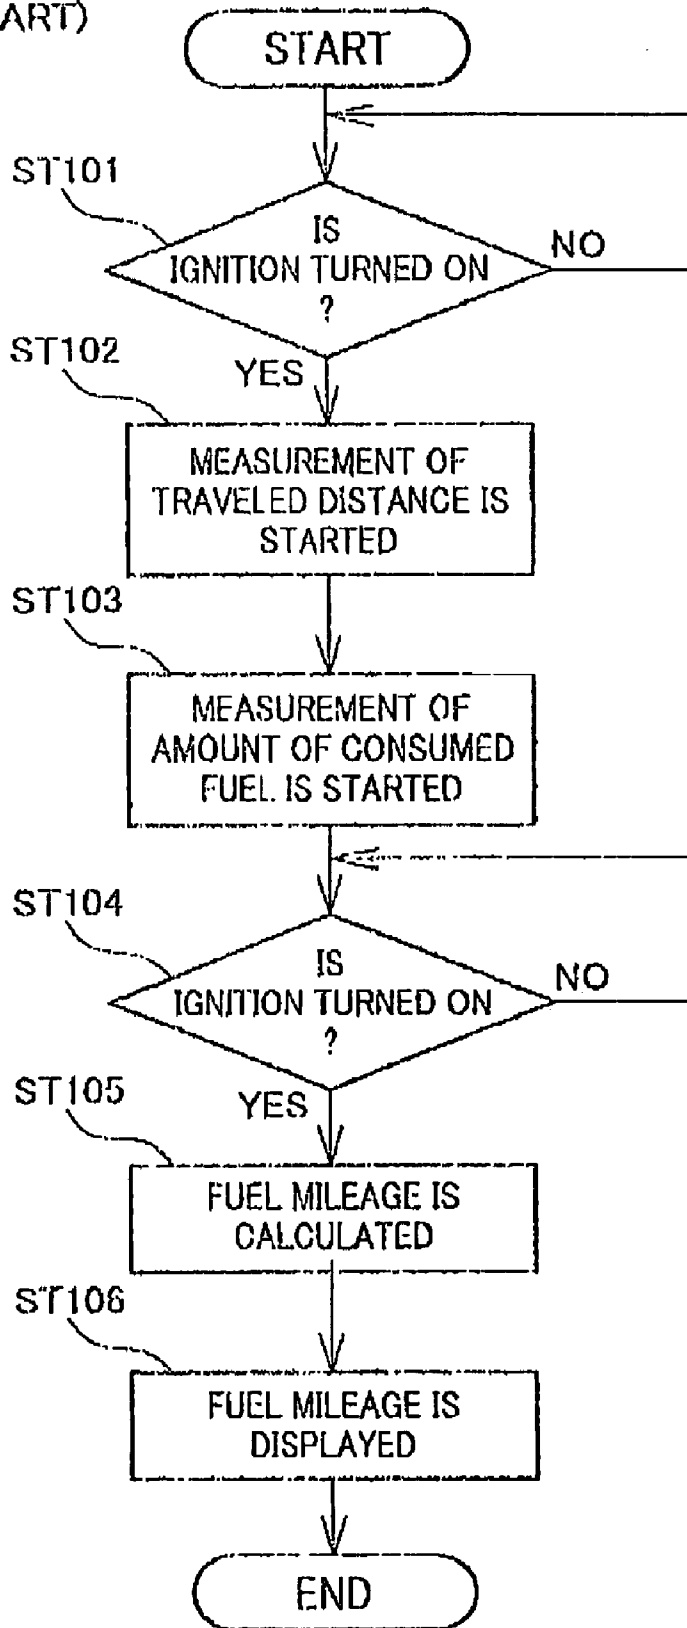 ART)
START
ST101
IS
IGNITION TURNED ON
?
NO
YES
ST102
MEASUREMENT OF
TRAVELED DISTANCE IS
STARTED
ST103
MEASUREMENT OF
AMOUNT OF CONSUMED
FUEL IS STARTED
ST104
IS
IGNITION TURNED ON
?
NO
YES
ST105
FUEL MILEAGE IS
CALCULATED
ST106
FUEL MILEAGE IS
DISPLAYED
END